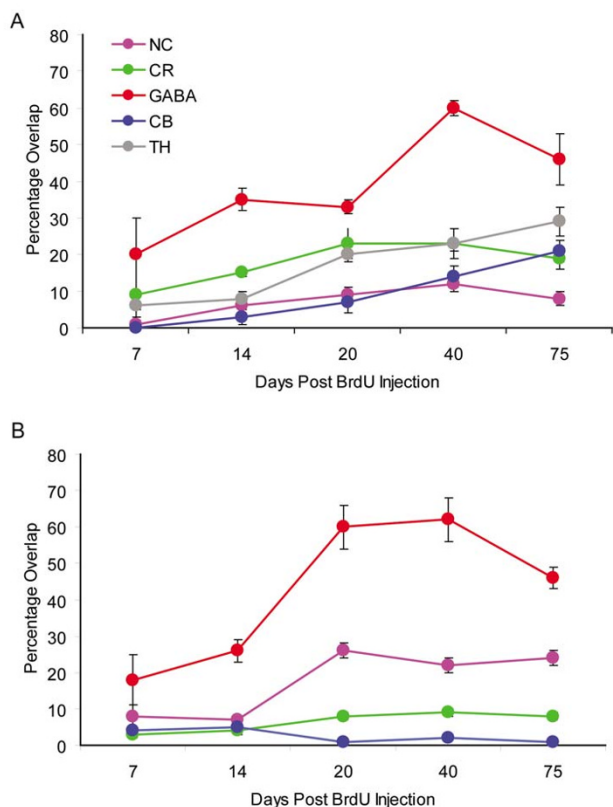 A
NC
CR
GABA
CB
TH
Percentage Overlap
80
70
60
50
40
30
20
10
0
7 14 20 40 75
Days Post BrdU Injection
B
Percentage Overlap
80
70
60
50
40
30
20
10
0
7 14 20 40 75
Days Post BrdU Injection